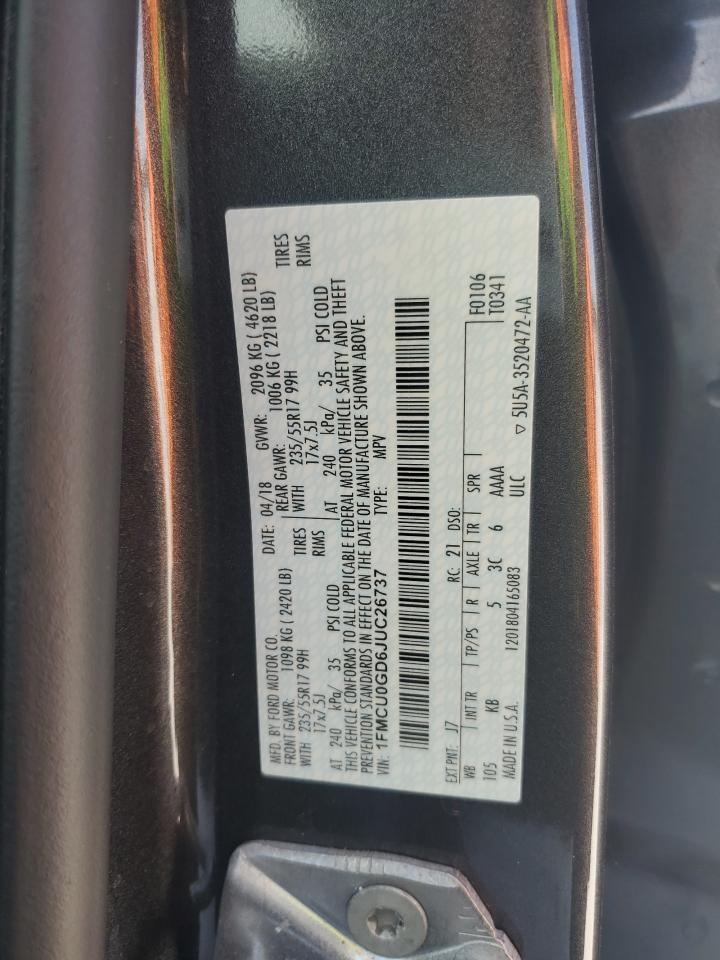 MFD. BY FORD MOTOR CO.
DATE: 04/18 GVWR: 2096 KG ( 4620 LB)
FRONT GAWR: 1098 KG ( 2420 LB) REAR GAWR: 1006 KG ( 2218 LB)
WITH 235/55R17 99H TIRES WITH 235/55R17 99H TIRES
17x7.5J RIMS 17x7.5J RIMS
AT 240 kPa/ 35 PSI COLD AT 240 kPa/ 35 PSI COLD
THIS VEHICLE CONFORMS TO ALL APPLICABLE FEDERAL MOTOR VEHICLE SAFETY AND THEFT
PREVENTION STANDARDS IN EFFECT ON THE DATE OF MANUFACTURE SHOWN ABOVE.
VIN: 1FMCU0GD6JUC26737 TYPE: MPV
EXT PNT: J7 RC: 21 DSO:
WB INT TR TP/PS R AXLE TR SPR F0106
105 KB 5 3C 6 AAAA T0341
MADE IN U.S.A. 1201804165083 ULC ▽ 5U5A-3520472-AA